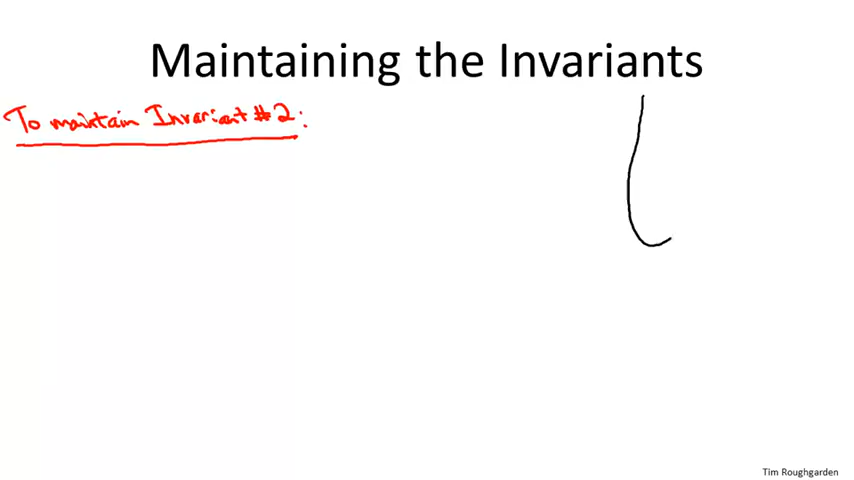 Maintaining the Invariants
To maintain Invariant #2:
Tim Roughgarden